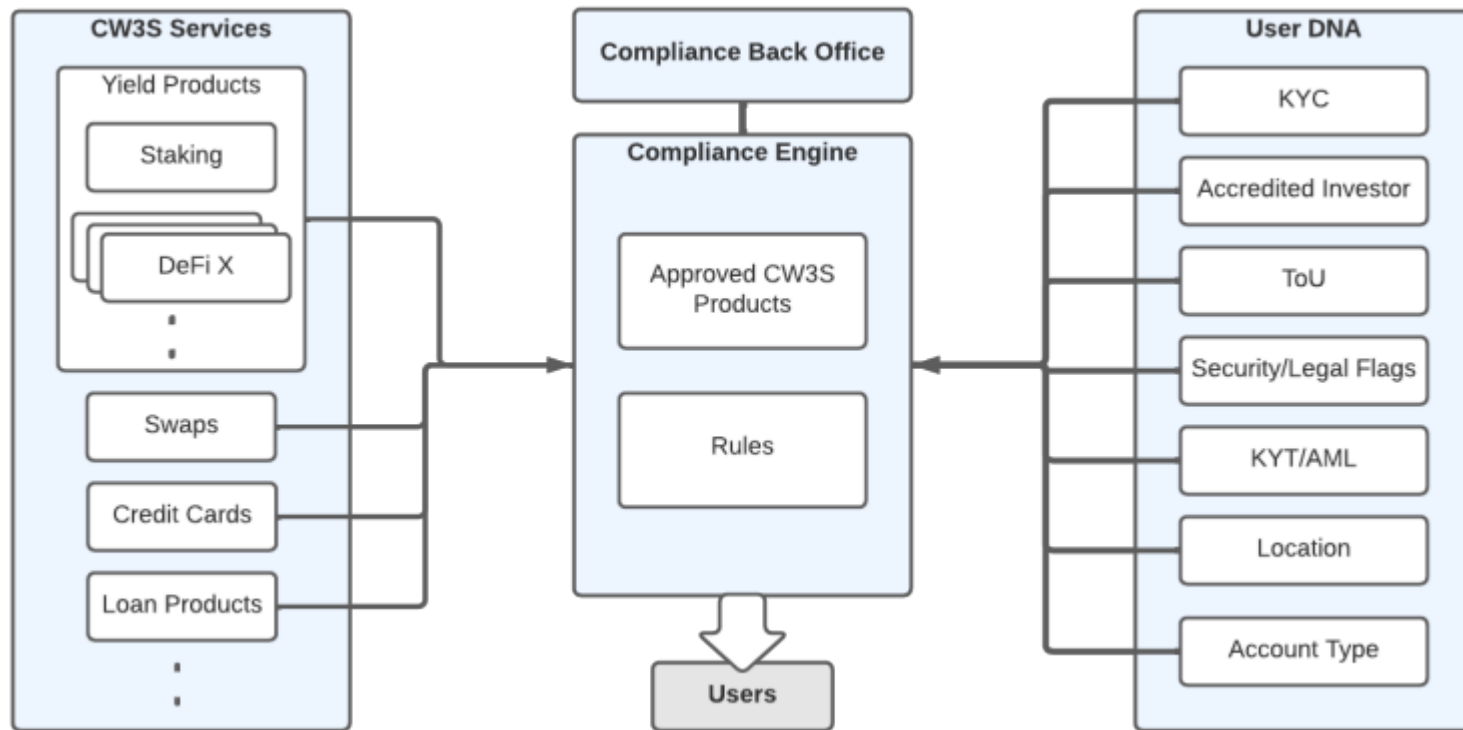 CW3S Services
Yield Products
Staking
DeFi X
Swaps
Credit Cards
Loan Products
Compliance Back Office
Compliance Engine
Approved CW3S
Products
Rules
Users
User DNA
KYC
Accredited Investor
ToU
Security/Legal Flags
KYT/AML
Location
Account Type